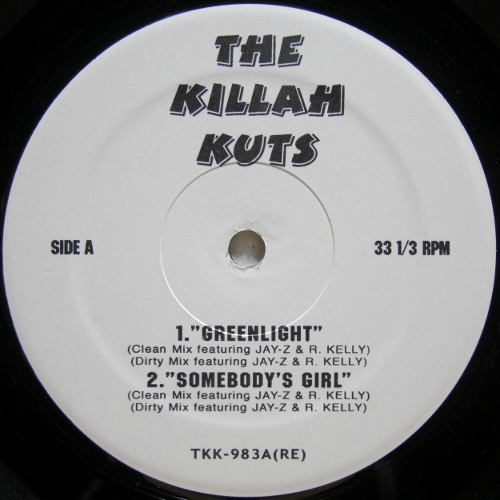 THE
KILLAH
KUTS
SIDE A
33 1/3 RPM
1."GREENLIGHT"
(Clean Mix featuring JAY-Z & R. KELLY)
(Dirty Mix featuring JAY-Z & R. KELLY)
2."SOMEBODY'S GIRL"
(Clean Mix featuring JAY-Z & R. KELLY)
(Dirty Mix featuring JAY-Z & R. KELLY)
TKK-983A(RE)